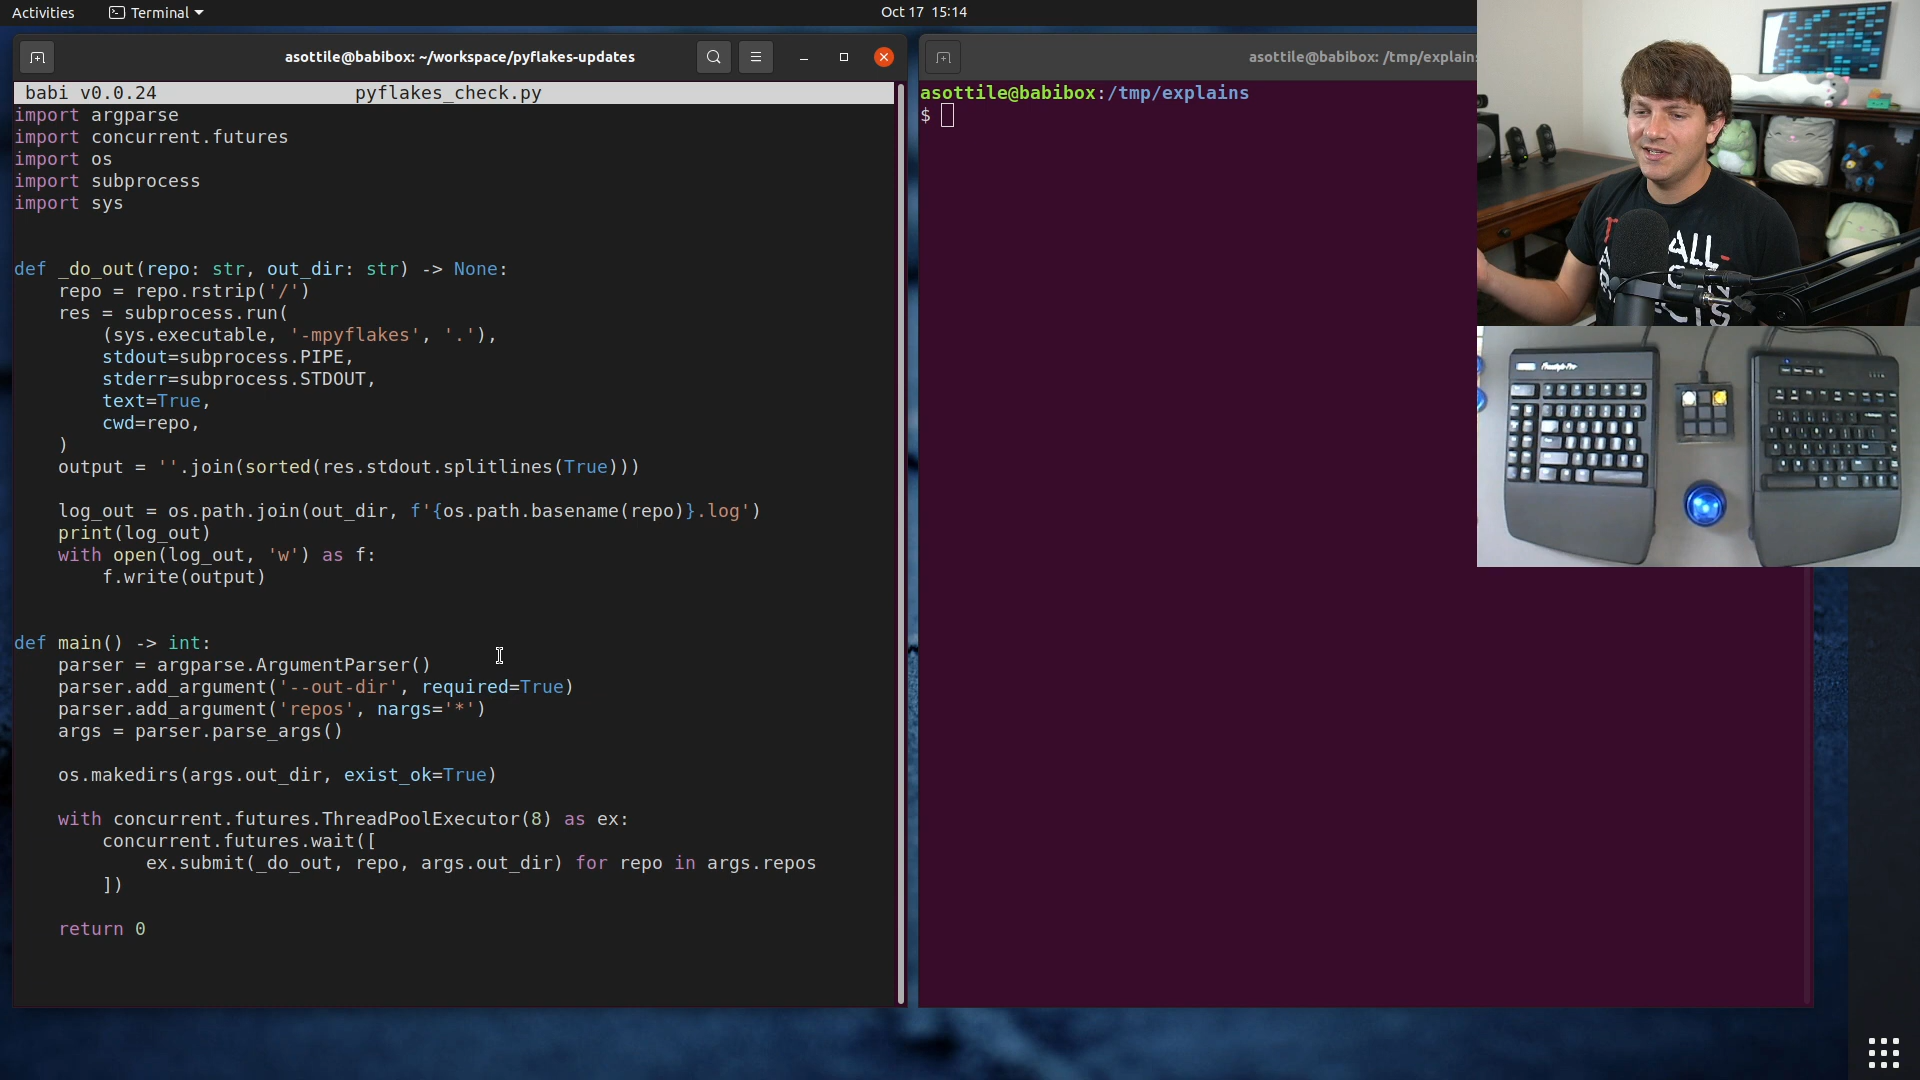 Activities
Terminal
Oct 17 15:14
asottile@babibox: ~/workspace/pyflakes-updates
babi v0.0.24 pyflakes_check.py
import argparse
import concurrent.futures
import os
import subprocess
import sys
def _do_out(repo: str, out_dir: str) -> None:
    repo = repo.rstrip('/')
    res = subprocess.run(
        (sys.executable, '-mpyflakes', '.'),
        stdout=subprocess.PIPE,
        stderr=subprocess.STDOUT,
        text=True,
        cwd=repo,
    )
    output = ''.join(sorted(res.stdout.splitlines(True)))
    log_out = os.path.join(out_dir, f'{os.path.basename(repo)}.log')
    print(log_out)
    with open(log_out, 'w') as f:
        f.write(output)
def main() -> int:
    parser = argparse.ArgumentParser()
    parser.add_argument('--out-dir', required=True)
    parser.add_argument('repos', nargs='*')
    args = parser.parse_args()
    os.makedirs(args.out_dir, exist_ok=True)
    with concurrent.futures.ThreadPoolExecutor(8) as ex:
        concurrent.futures.wait([
            ex.submit(_do_out, repo, args.out_dir) for repo in args.repos
        ])
    return 0
asottile@babibox: /tmp/explains
asottile@babibox:/tmp/explains
$
ALL-
Freestyle Pro